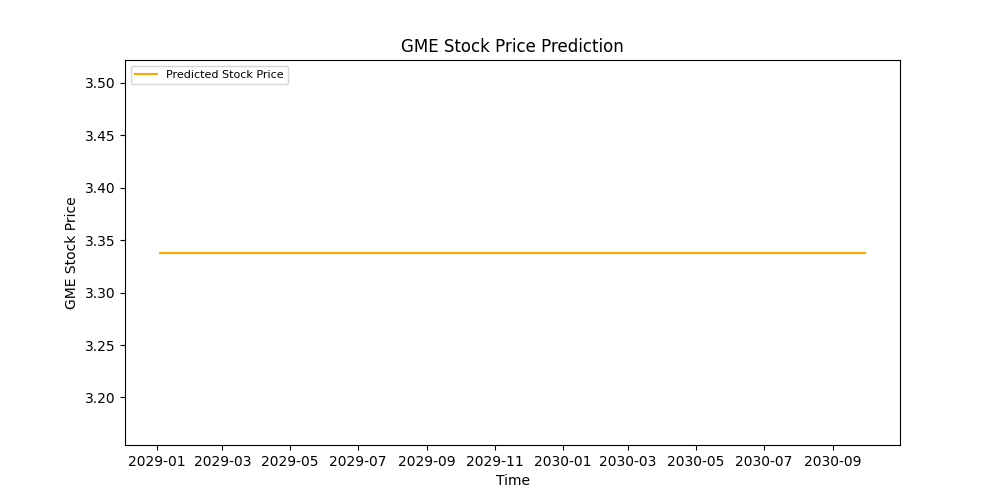 GME Stock Price Prediction
Predicted Stock Price
3.50
3.45
3.40
3.35
3.30
3.25
3.20
GME Stock Price
2029-01 2029-03 2029-05 2029-07 2029-09 2029-11 2030-01 2030-03 2030-05 2030-07 2030-09
Time